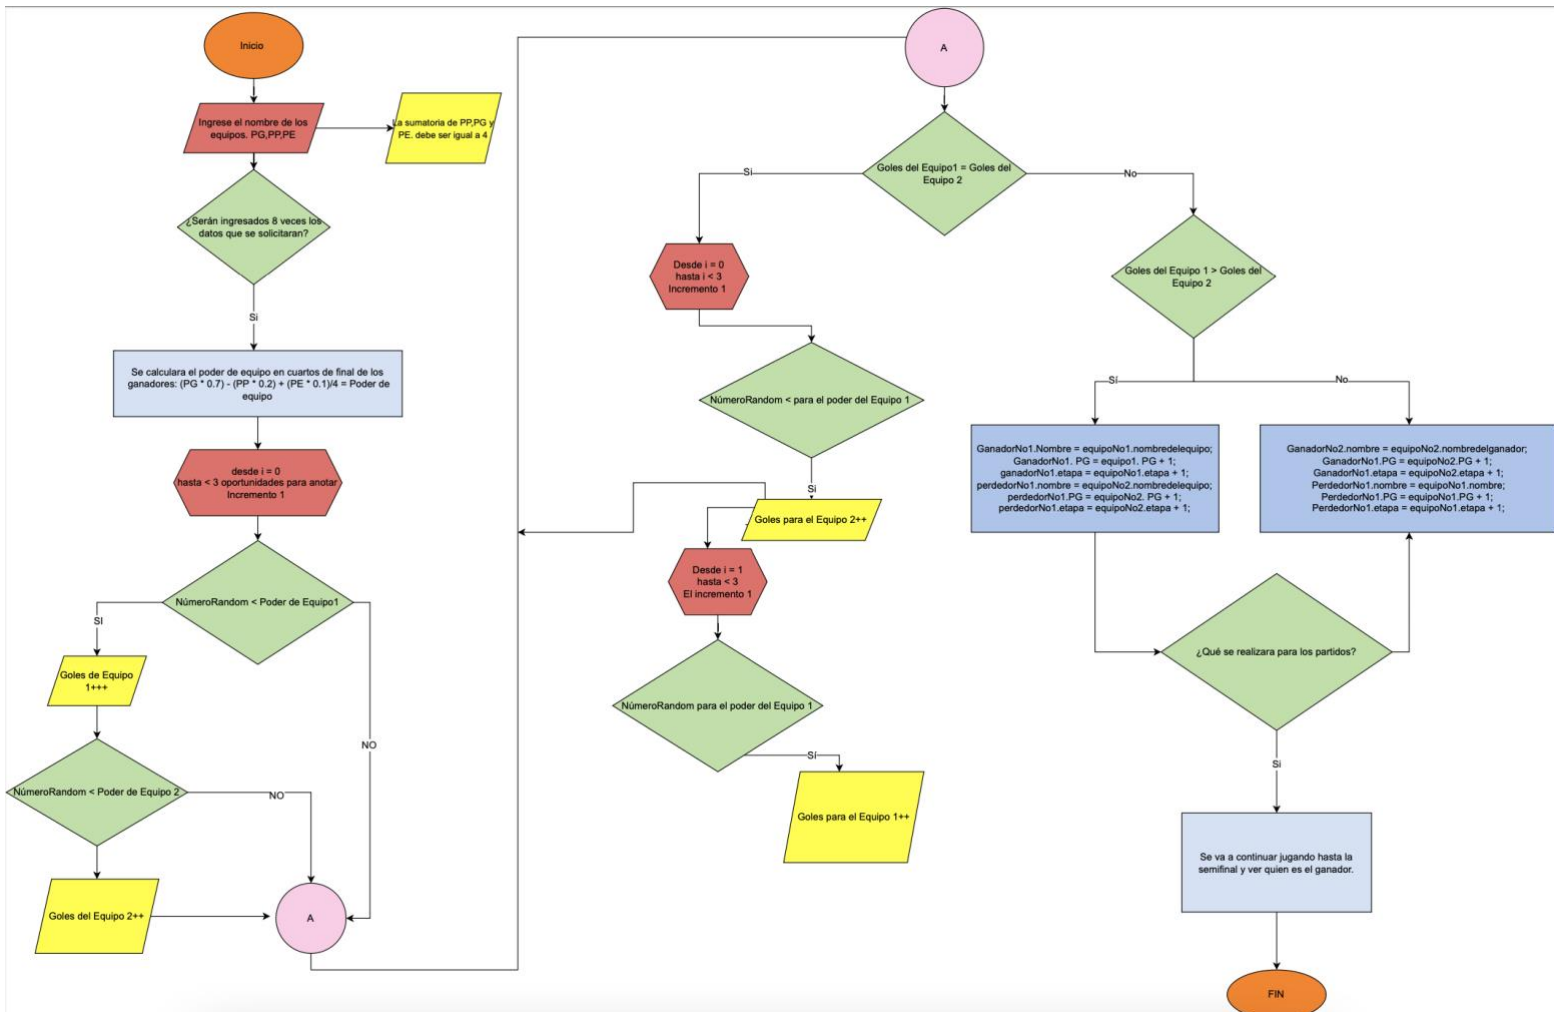 Inicio
Ingrese el nombre de los
equipos. PG,PP,PE
La sumatoria de PP,PG y
PE. debe ser igual a 4
¿Serán ingresados 8 veces los
datos que se solicitaran?
Si
Se calculara el poder de equipo en cuartos de final de los
ganadores: (PG * 0.7) - (PP * 0.2) + (PE * 0.1)/4 = Poder de
equipo
desde i = 0
hasta < 3 oportunidades para anotar
Incremento 1
NúmeroRandom < Poder de Equipo1
SI
NO
Goles de Equipo
1+++
NúmeroRandom < Poder de Equipo 2
NO
Goles del Equipo 2++
A
A
Goles del Equipo1 = Goles del
Equipo 2
Si
No
Desde i = 0
hasta i < 3
Incremento 1
NúmeroRandom < para el poder del Equipo 1
Si
Goles para el Equipo 2++
Desde i = 1
hasta < 3
El incremento 1
NúmeroRandom para el poder del Equipo 1
Sí
Goles para el Equipo 1++
Goles del Equipo 1 > Goles del
Equipo 2
Sí
No
GanadorNo1.Nombre = equipoNo1.nombredelequipo;
GanadorNo1. PG = equipo1. PG + 1;
ganadorNo1.etapa = equipoNo1.etapa + 1;
perdedorNo1.nombre = equipoNo2.nombredelequipo;
perdedorNo1.PG = equipoNo2. PG + 1;
perdedorNo1.etapa = equipoNo2.etapa + 1;
GanadorNo2.nombre = equipoNo2.nombredelganador;
GanadorNo1.PG = equipoNo2.PG + 1;
GanadorNo1.etapa = equipoNo2.etapa + 1;
PerdedorNo1.nombre = equipoNo1.nombre;
PerdedorNo1.PG = equipoNo1.PG + 1;
PerdedorNo1.etapa = equipoNo1.etapa + 1;
¿Qué se realizara para los partidos?
Si
Se va a continuar jugando hasta la
semifinal y ver quien es el ganador.
FIN